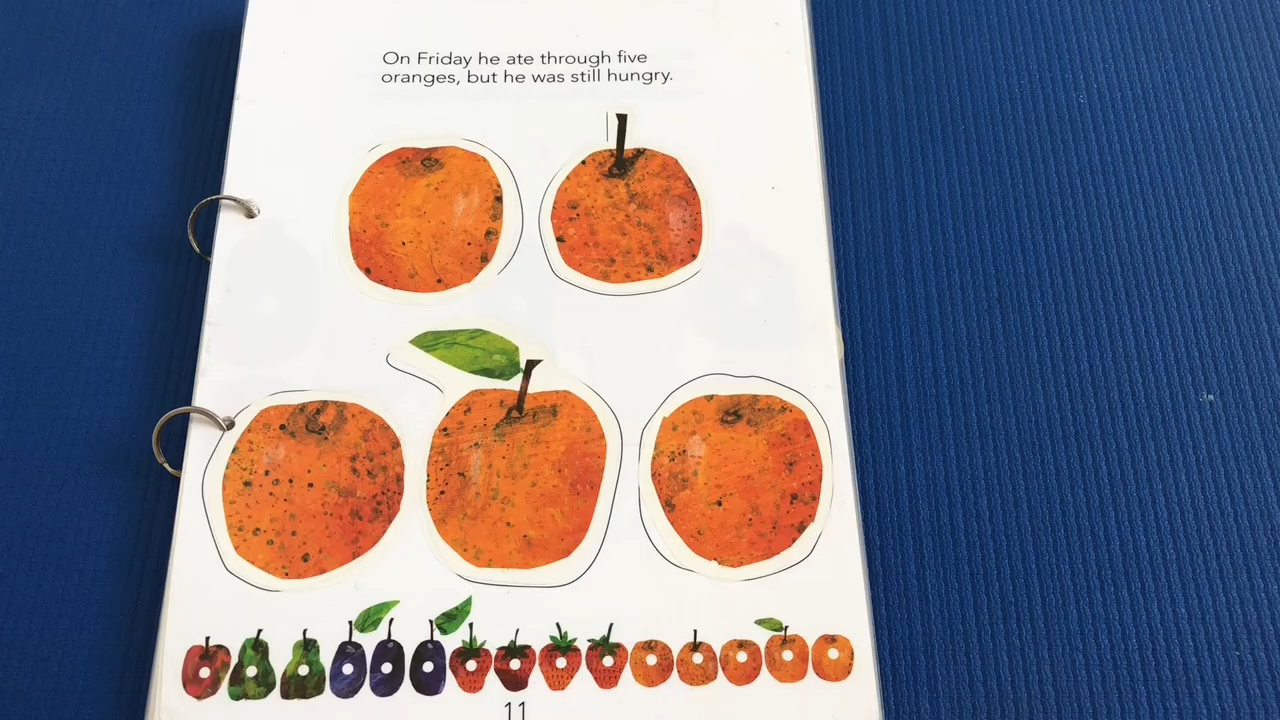 On Friday he ate through five
oranges, but he was still hungry.
11